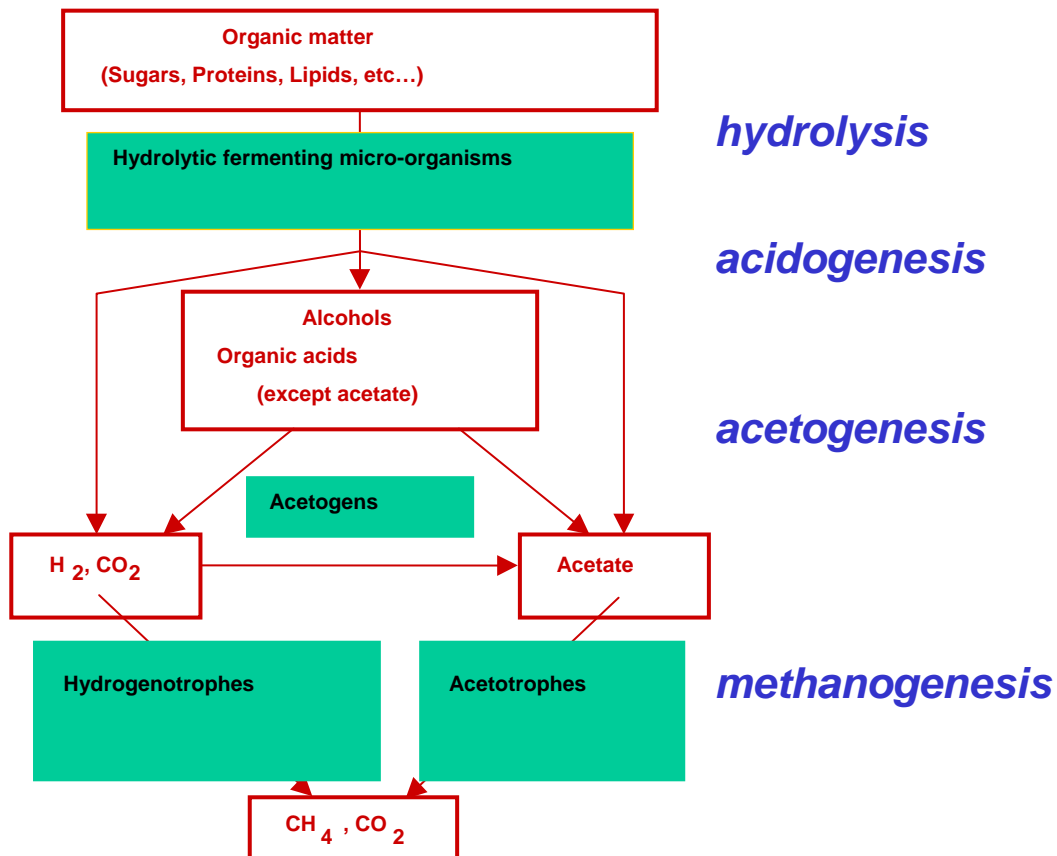 Organic matter
(Sugars, Proteins, Lipids, etc…)
hydrolysis
Hydrolytic fermenting micro-organisms
acidogenesis
Alcohols
Organic acids
(except acetate)
acetogenesis
Acetogens
H 2, CO2
Acetate
Hydrogenotrophes
Acetotrophes
methanogenesis
CH 4 , CO 2